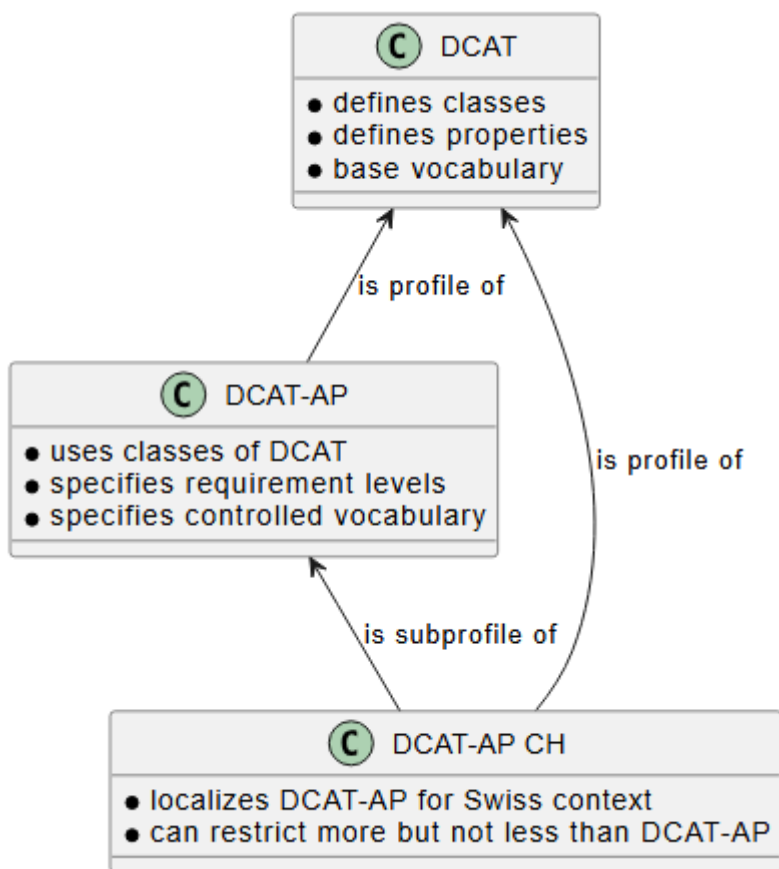 C DCAT
• defines classes
• defines properties
• base vocabulary
is profile of
C DCAT-AP
• uses classes of DCAT
• specifies requirement levels
• specifies controlled vocabulary
is profile of
is subprofile of
C DCAT-AP CH
• localizes DCAT-AP for Swiss context
• can restrict more but not less than DCAT-AP